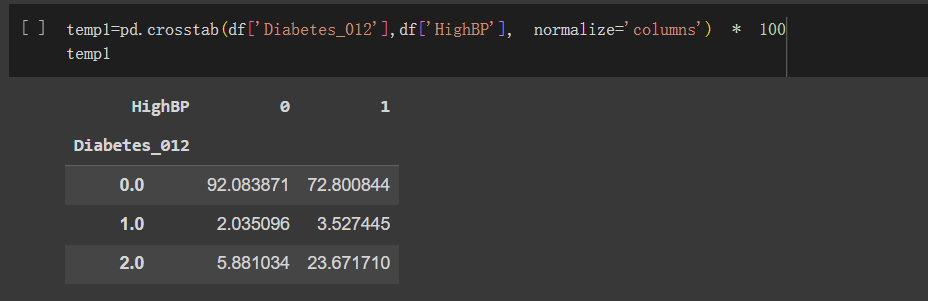 [ ] temp1=pd.crosstab(df['Diabetes_012'],df['HighBP'], normalize='columns') * 100
temp1
HighBP 0 1
Diabetes_012
0.0 92.083871 72.800844
1.0 2.035096 3.527445
2.0 5.881034 23.671710